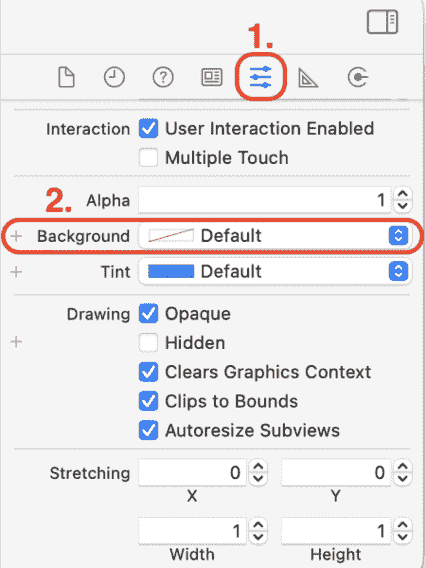 1.
?
Interaction User Interaction Enabled
Multiple Touch
2. Alpha 1
+ Background Default
+ Tint Default
Drawing Opaque
+ Hidden
Clears Graphics Context
Clips to Bounds
Autoresize Subviews
Stretching 0 0
X Y
1 1
Width Height